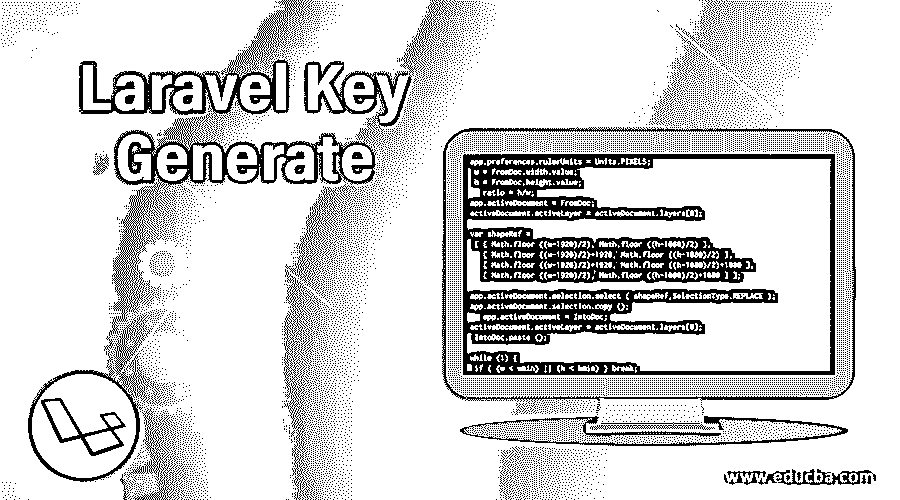 Laravel Key
Generate
app.preferences.rulerUnits = Units.PIXELS;
w = FromDoc.width.value;
h = FromDoc.height.value;
ratio = h/w;
app.activeDocument = FromDoc;
activeDocument.activeLayer = activeDocument.layers[0];
var shapeRef =
[ [ Math.floor ((w-1920)/2), Math.floor ((h-1080)/2) ],
[ Math.floor ((w-1920)/2)+1920, Math.floor ((h-1080)/2) ],
[ Math.floor ((w-1920)/2)+1920, Math.floor ((h-1080)/2)+1080 ],
[ Math.floor ((w-1920)/2), Math.floor ((h-1080)/2)+1080 ] ];
app.activeDocument.selection.select ( shapeRef,SelectionType.REPLACE );
app.activeDocument.selection.copy ();
app.activeDocument = IntoDoc;
activeDocument.activeLayer = activeDocument.layers[0];
IntoDoc.paste ();
while (1) {
if ( (w < wmin) || (h < hmin) ) break;
www.educba.com